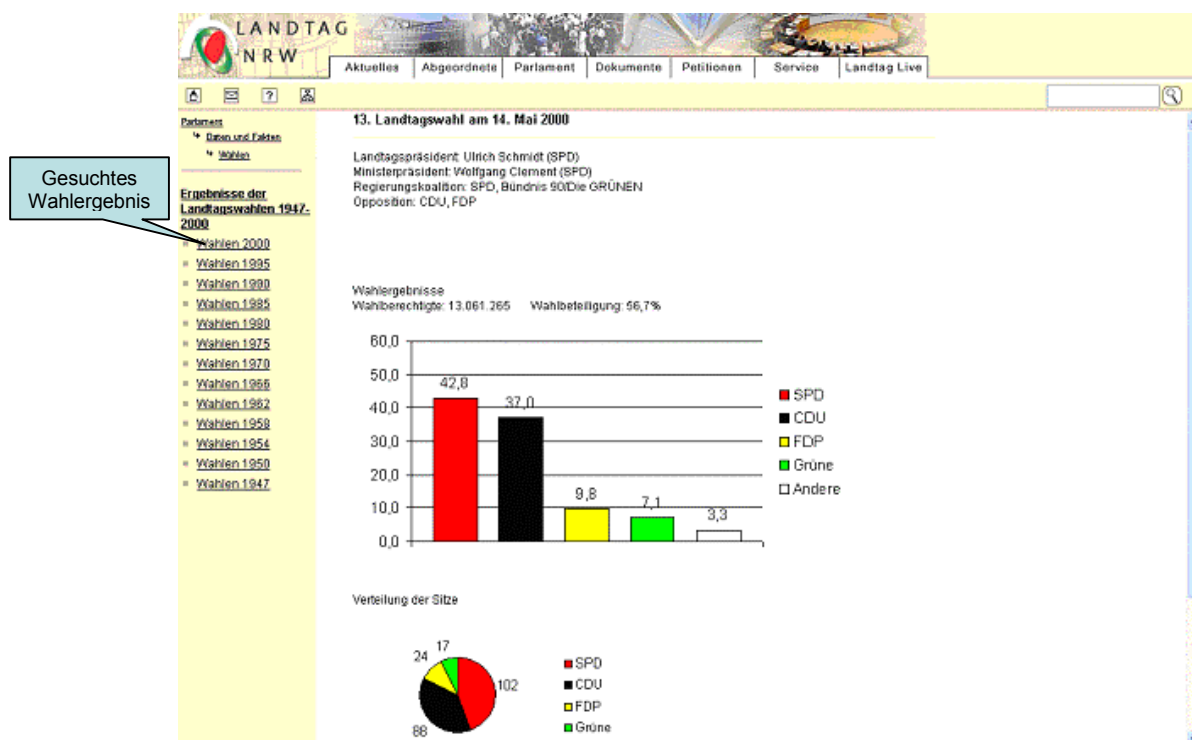 LANDTAG
NRW
Aktuelles
Abgeordnete
Parlament
Dokumente
Petitionen
Service
Landtag Live
?
Parlament
Daten und Fakten
Wahlen
Gesuchtes
Wahlergebnis
Ergebnisse der
Landtagswahlen 1947-
2000
Wahlen 2000
Wahlen 1995
Wahlen 1990
Wahlen 1985
Wahlen 1980
Wahlen 1975
Wahlen 1970
Wahlen 1966
Wahlen 1962
Wahlen 1958
Wahlen 1954
Wahlen 1950
Wahlen 1947
13. Landtagswahl am 14. Mai 2000
Landtagspräsident: Ulrich Schmidt (SPD)
Ministerpräsident: Wolfgang Clement (SPD)
Regierungskoalition: SPD, Bündnis 90/Die GRÜNEN
Opposition: CDU, FDP
Wahlergebnisse
Wahlberechtigte: 13.061.265 Wahlbeteiligung: 56,7%
60,0
50,0
40,0
30,0
20,0
10,0
0,0
42,8
37,0
9,8
7,1
3,3
SPD
CDU
FDP
Grüne
Andere
Verteilung der Sitze
17
24
102
88
SPD
CDU
FDP
Grüne